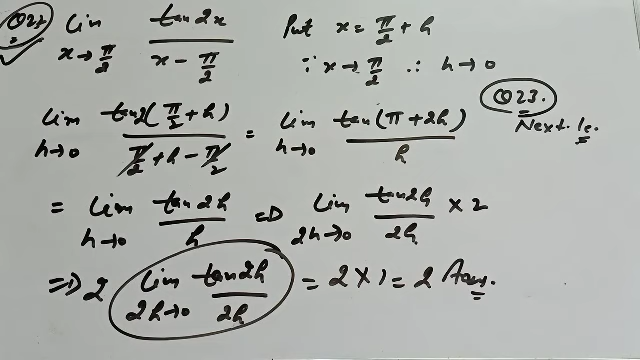 Q22. Lim x→π/2 tan2x / x - π/2 Put x = π/2 + h
∵ x→π/2 ∴ h→0
Lim h→0 tan2(π/2 + h) / π/2 + h - π/2 = Lim h→0 tan(π + 2h) / h
Q23.
Next.
= Lim h→0 tan2h / h ⇒ Lim 2h→0 tan2h / 2h × 2
⇒ 2 Lim 2h→0 tan2h / 2h = 2×1 = 2 Ans.